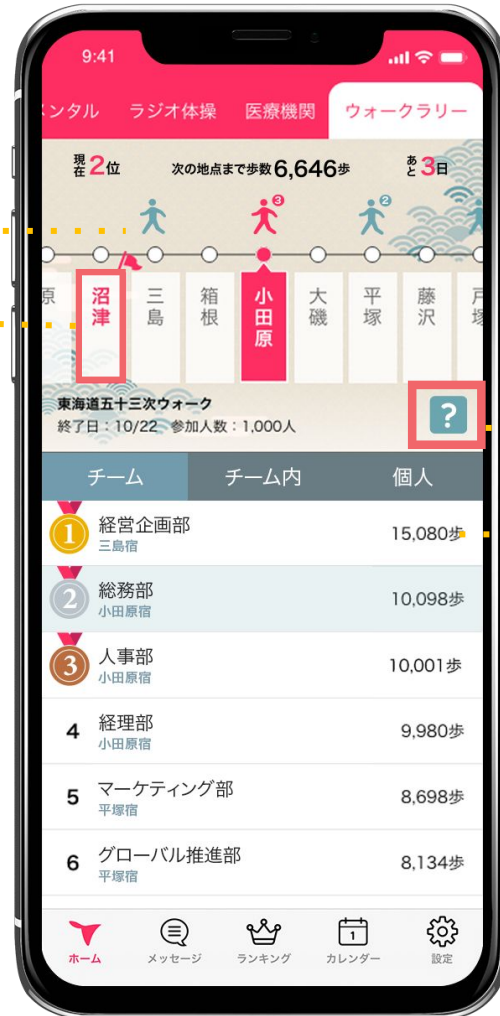 9:41
メンタル ラジオ体操 医療機関 ウォークラリー
現在2位 次の地点まで歩数6,646歩 あと3日
3 2
原 沼津 三島 箱根 小田原 大磯 平塚 藤沢 戸塚
東海道五十三次ウォーク
終了日：10/22 参加人数：1,000人
?
チーム チーム内 個人
1 経営企画部 15,080歩
三島宿
2 総務部 10,098歩
小田原宿
3 人事部 10,001歩
小田原宿
4 経理部 9,980歩
小田原宿
5 マーケティング部 8,698歩
平塚宿
6 グローバル推進部 8,134歩
平塚宿
1
ホーム メッセージ ランキング カレンダー 設定